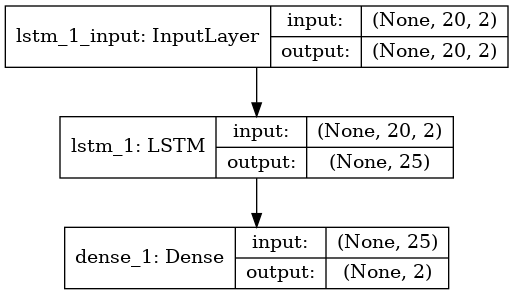 lstm_1_input: InputLayer
input: (None, 20, 2)
output: (None, 20, 2)
lstm_1: LSTM
input: (None, 20, 2)
output: (None, 25)
dense_1: Dense
input: (None, 25)
output: (None, 2)